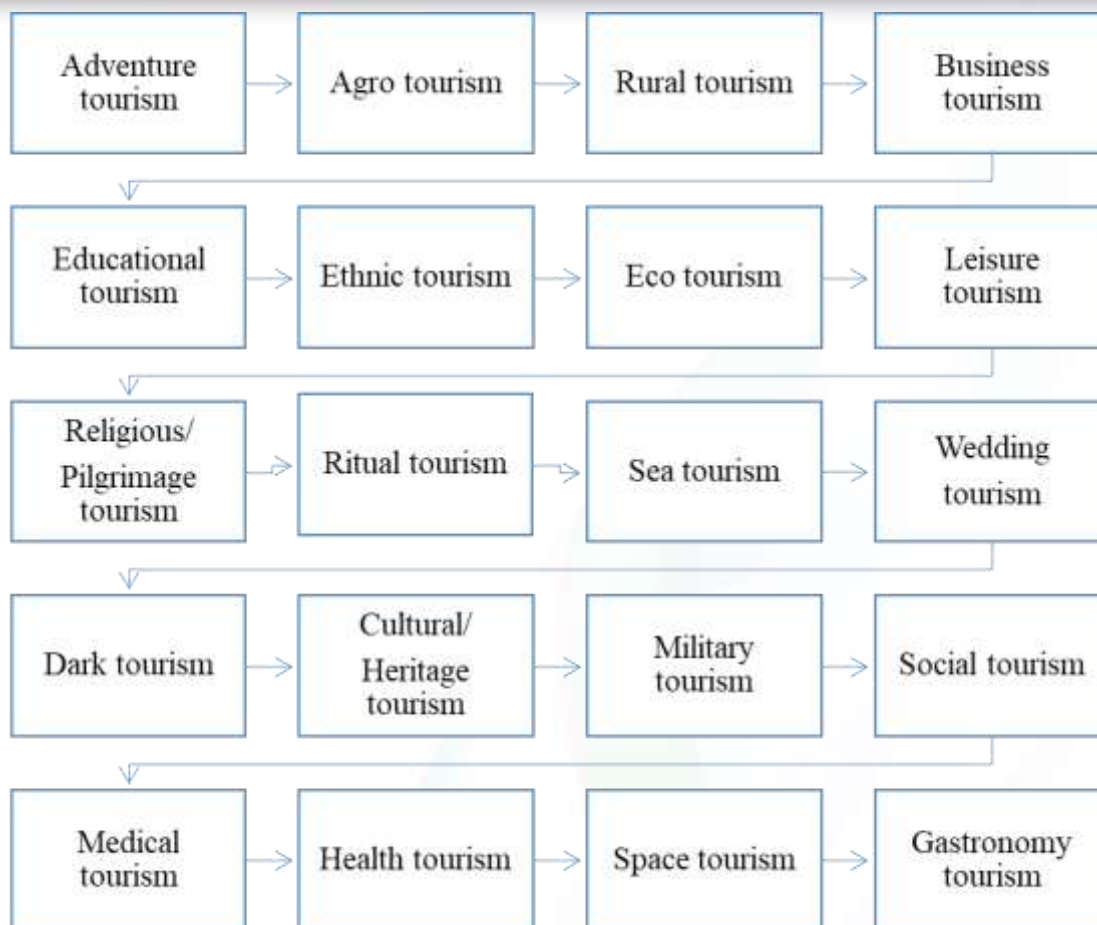 Adventure
tourism
Agro tourism
Rural tourism
Business
tourism
Educational
tourism
Ethnic tourism
Eco tourism
Leisure
tourism
Religious/
Pilgrimage
tourism
Ritual tourism
Sea tourism
Wedding
tourism
Dark tourism
Cultural/
Heritage
tourism
Military
tourism
Social tourism
Medical
tourism
Health tourism
Space tourism
Gastronomy
tourism